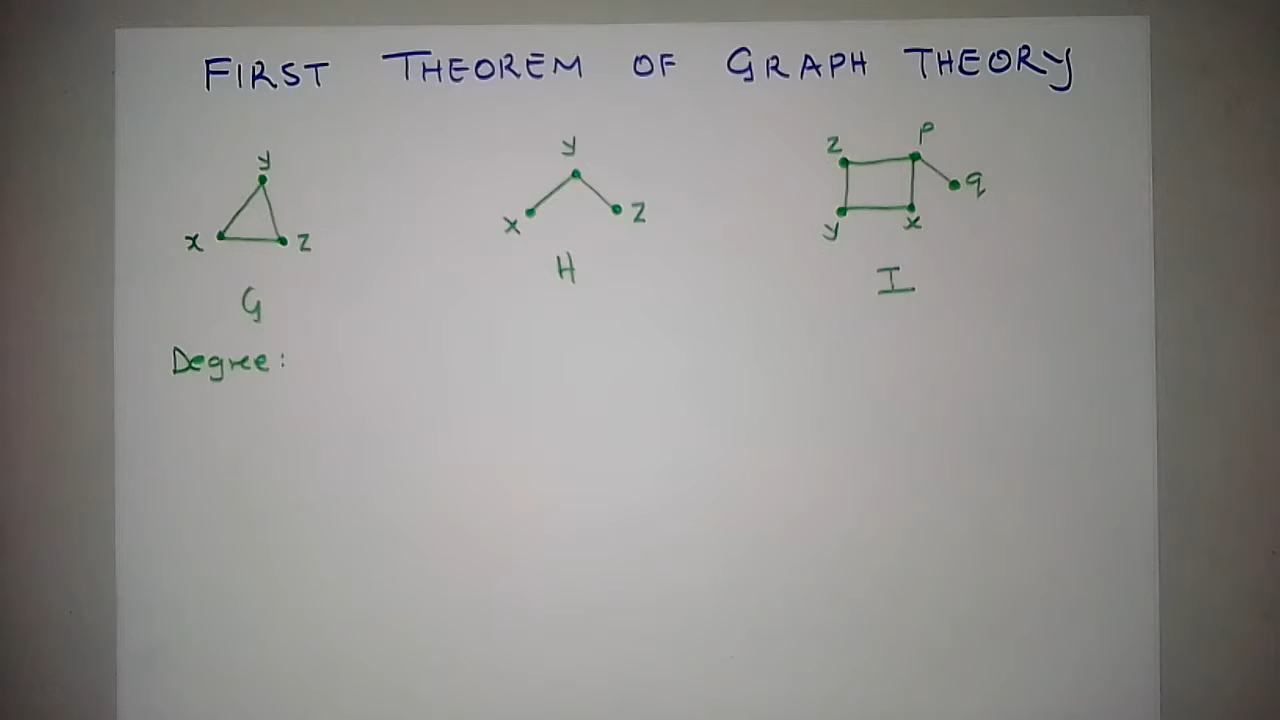 FIRST THEOREM OF GRAPH THEORY
y
x z
G
y
x z
H
z p
q
y x
I
Degree: